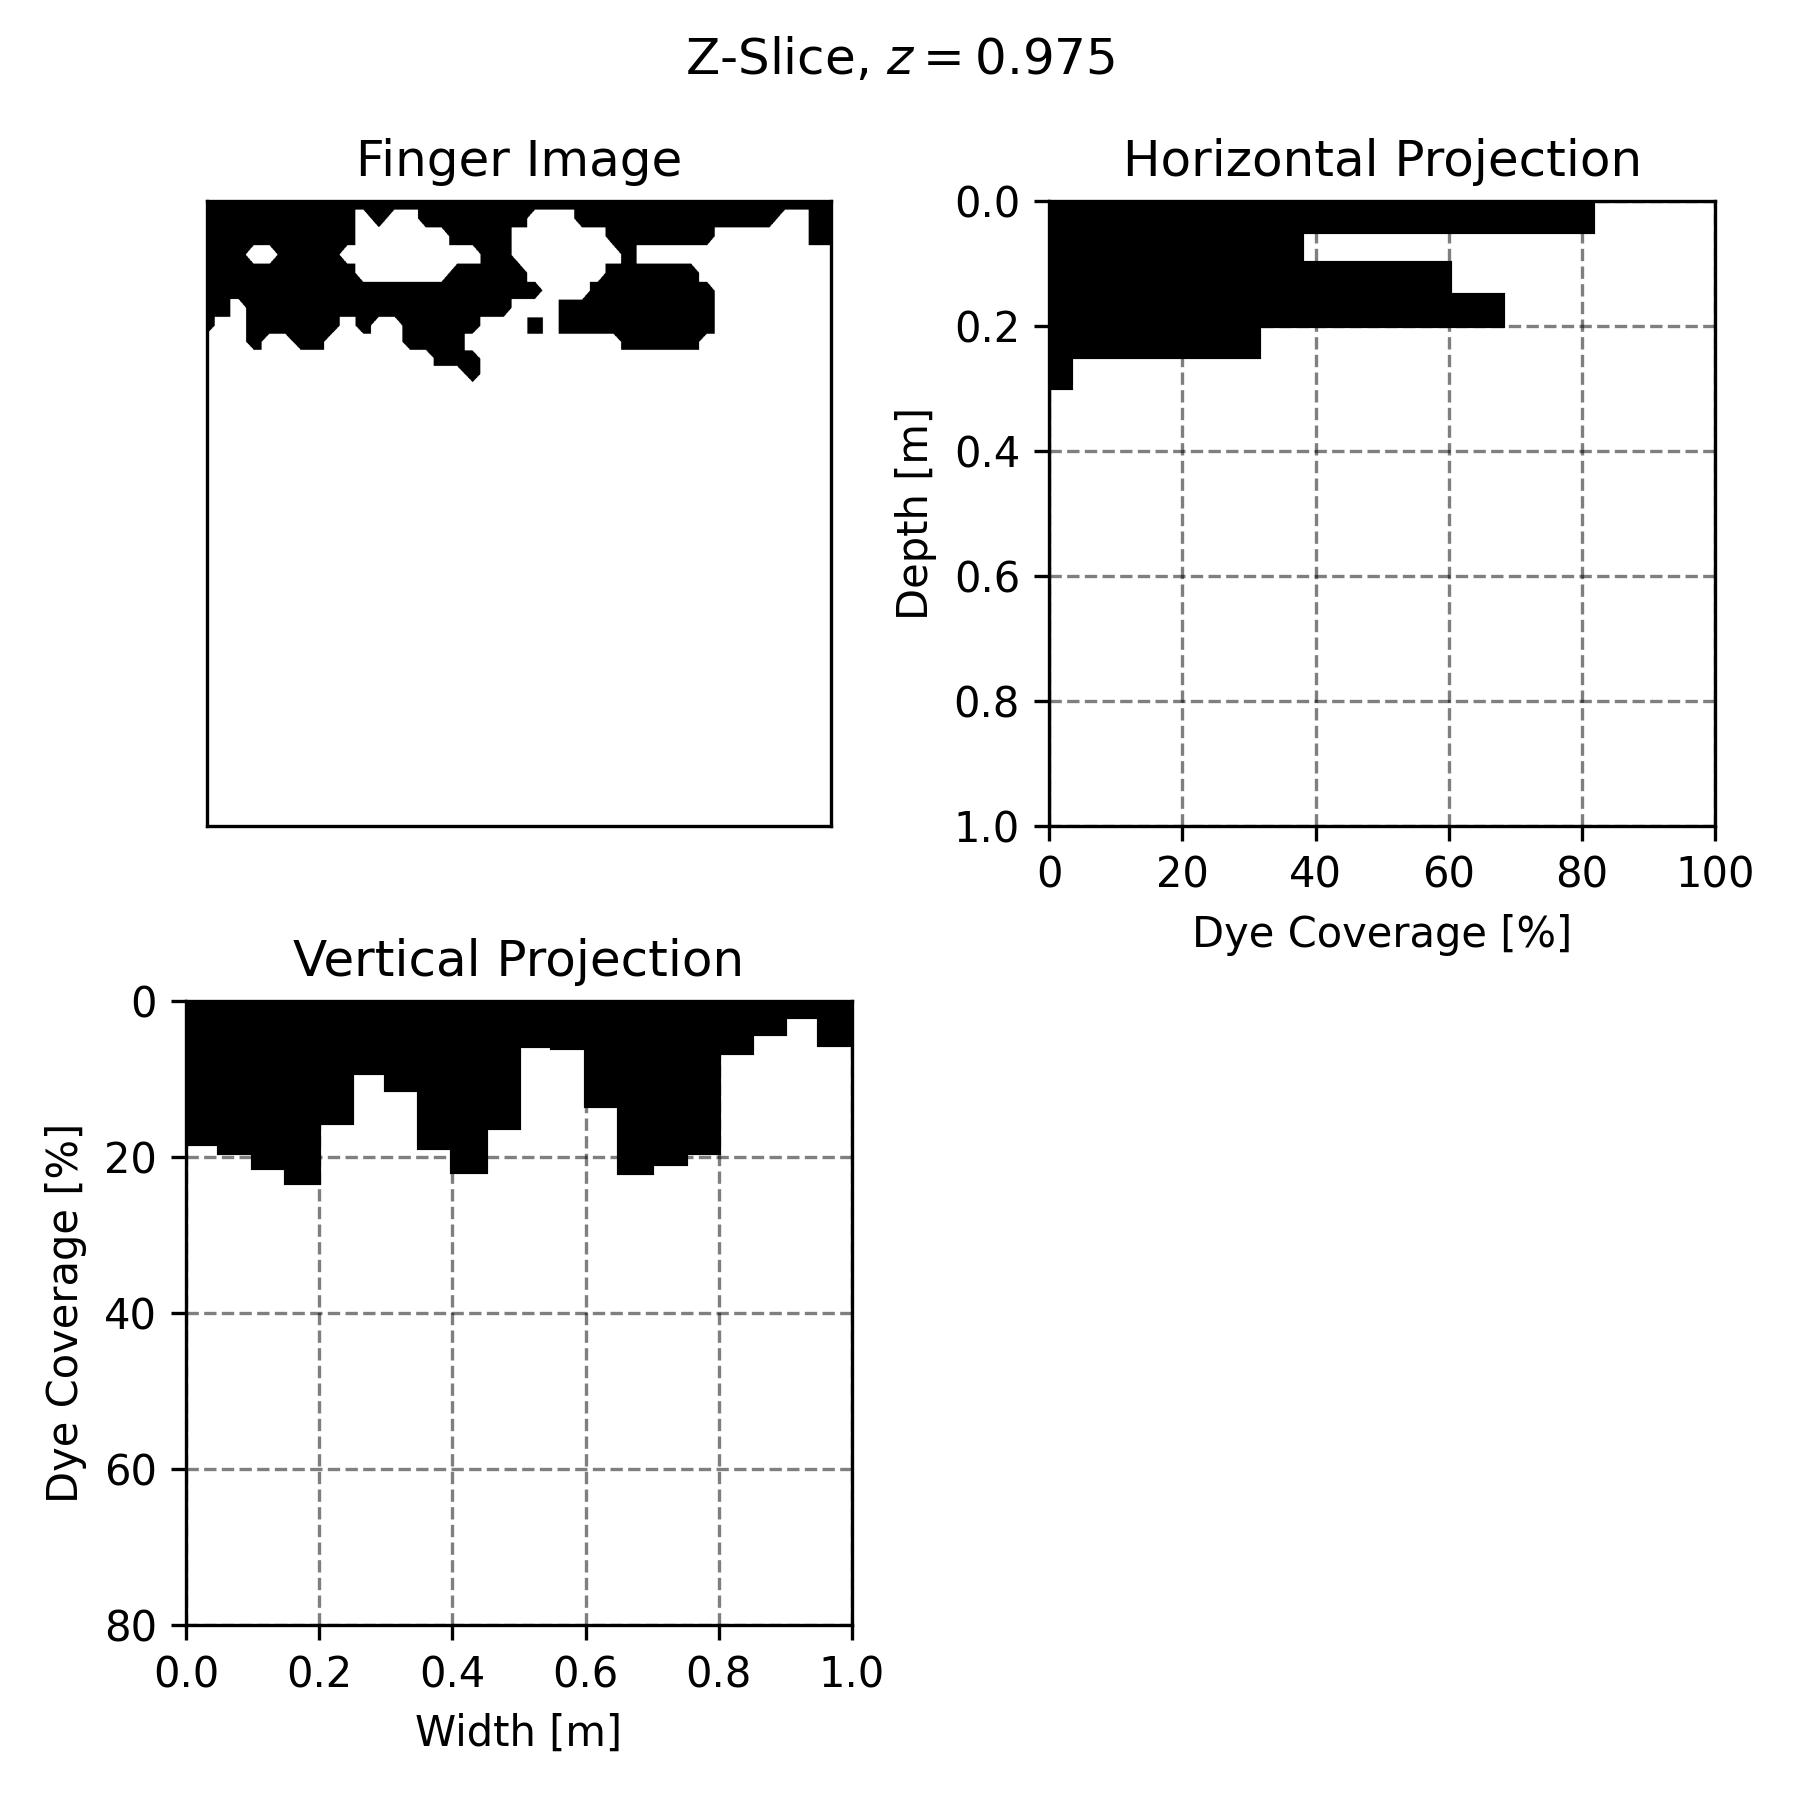 Z-Slice, z = 0.975
Finger Image
Horizontal Projection
0.0
0.2
0.4
0.6
0.8
1.0
Depth [m]
0 20 40 60 80 100
Dye Coverage [%]
Vertical Projection
0
20
40
60
80
Dye Coverage [%]
0.0 0.2 0.4 0.6 0.8 1.0
Width [m]